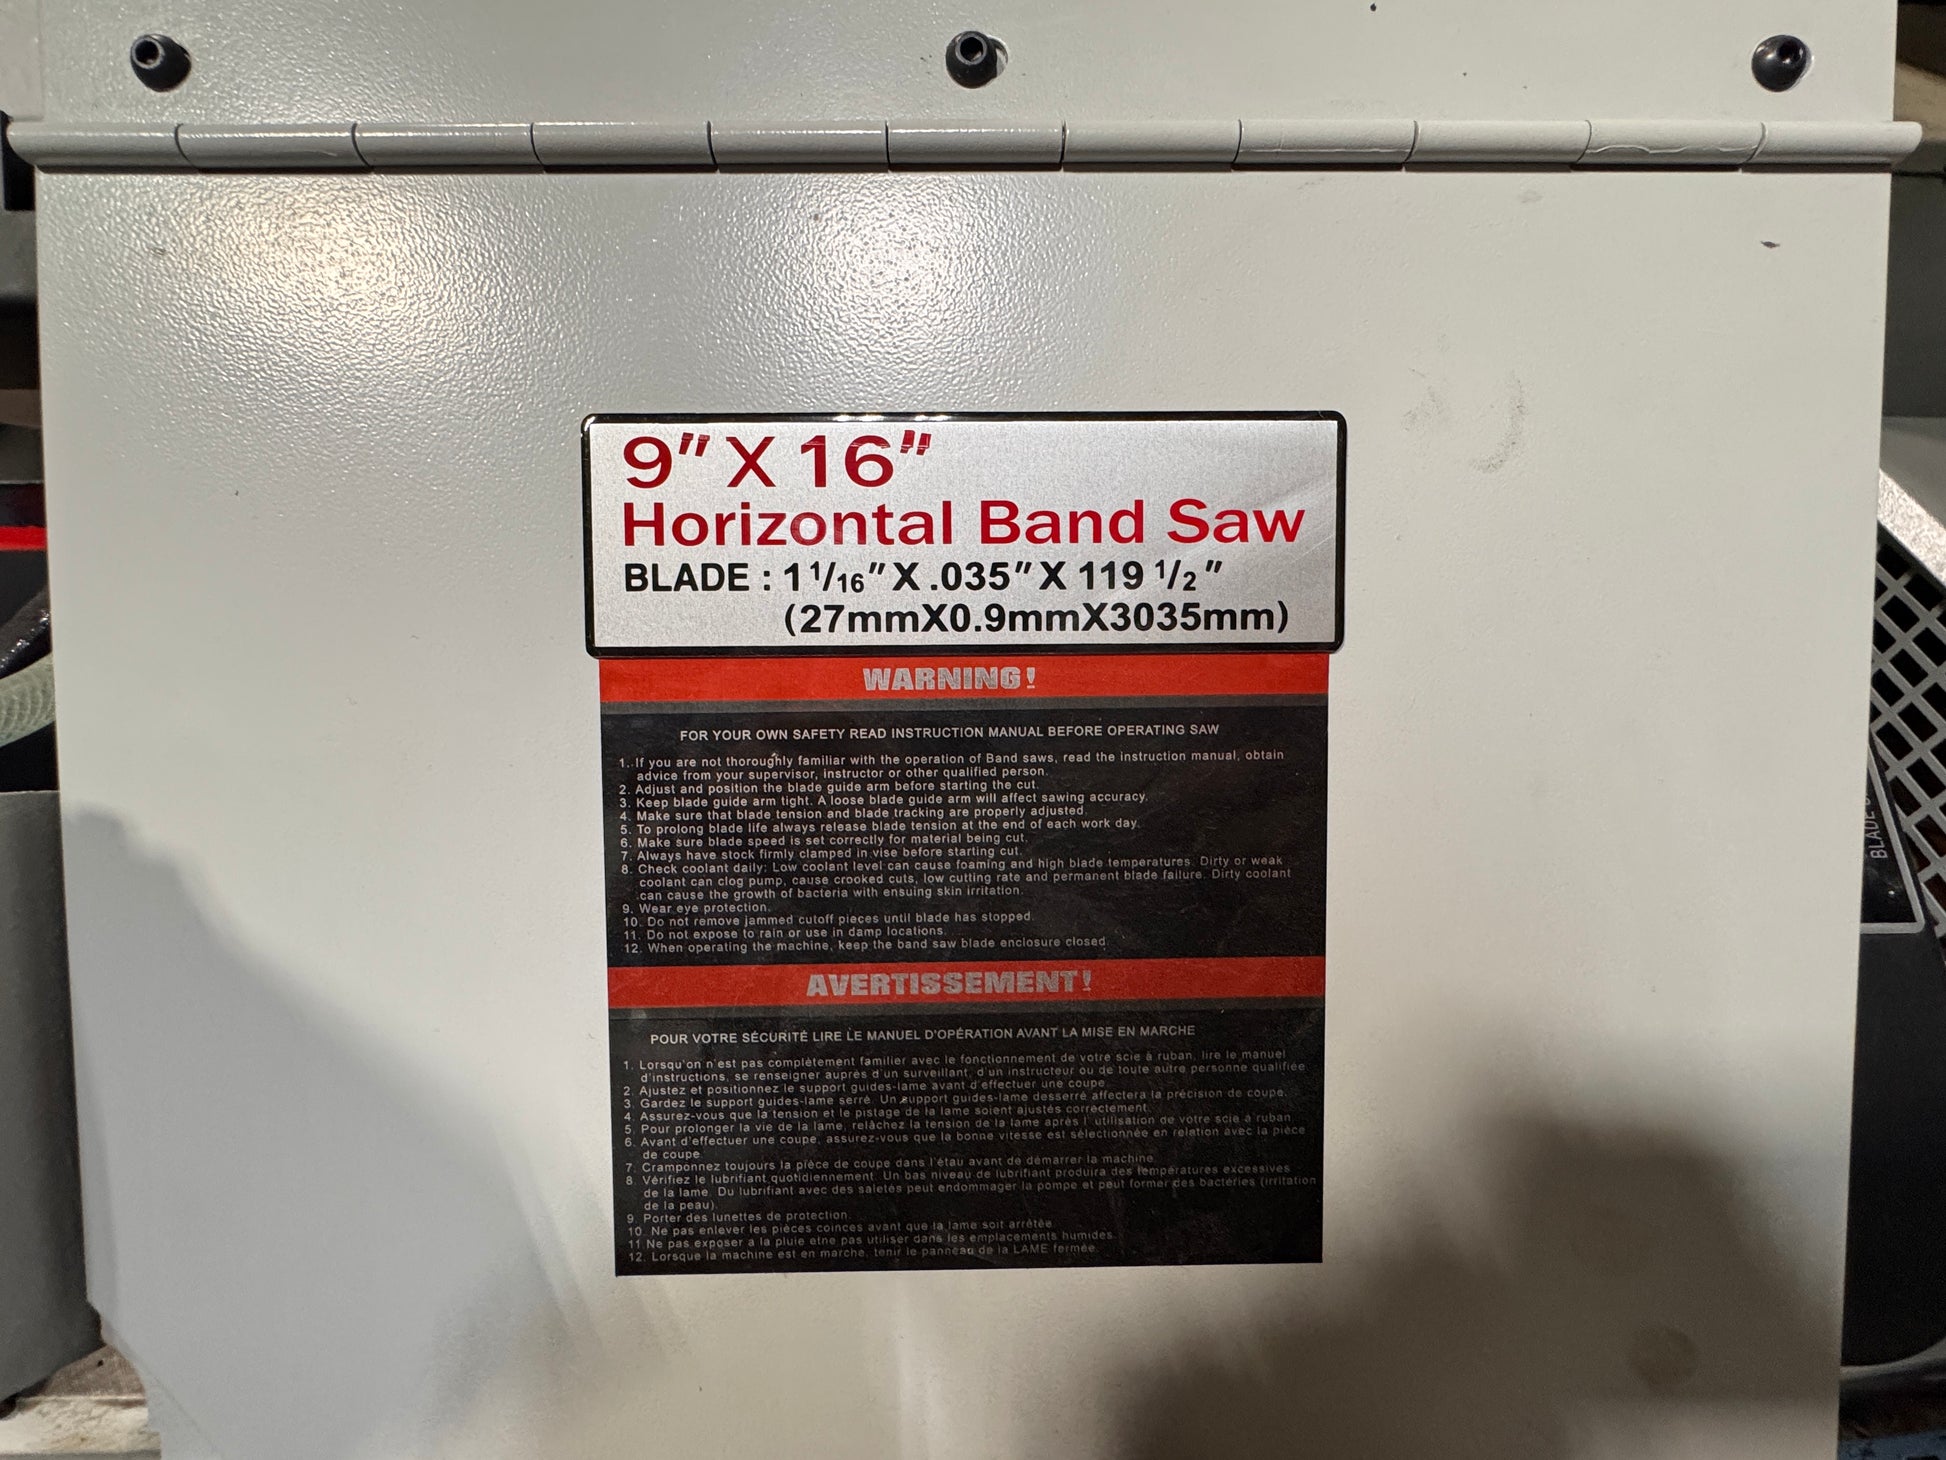 9" X 16"
Horizontal Band Saw
BLADE : 1 1/16" X .035" X 119 1/2"
(27mmX0.9mmX3035mm)
WARNING!
FOR YOUR OWN SAFETY READ INSTRUCTION MANUAL BEFORE OPERATING SAW
1. If you are not thoroughly familiar with the operation of Band saws, read the instruction manual, obtain
advice from your supervisor, instructor or other qualified person.
2. Adjust and position the blade guide arm before starting the cut.
3. Keep blade guide arm tight. A loose blade guide arm will affect sawing accuracy.
4. Make sure that blade tension and blade tracking are properly adjusted.
5. To prolong blade life always release blade tension at the end of each work day.
6. Make sure blade speed is set correctly for material being cut.
7. Always have stock firmly clamped in vise before starting cut.
8. Check coolant daily; Low coolant level can cause foaming and high blade temperatures. Dirty or weak
coolant can clog pump, cause crooked cuts, low cutting rate and permanent blade failure. Dirty coolant
can cause the growth of bacteria with ensuing skin irritation.
9. Wear eye protection.
10. Do not remove jammed cutoff pieces until blade has stopped.
11. Do not expose to rain or use in damp locations.
12. When operating the machine, keep the band saw blade enclosure closed.
AVERTISSEMENT!
POUR VOTRE SÉCURITÉ LIRE LE MANUEL D'OPÉRATION AVANT LA MISE EN MARCHE
1. Lorsqu'on n'est pas complètement familier avec le fonctionnement de votre scie à ruban, lire le manuel
d'instructions, se renseigner auprès d'un surveillant, d'un instructeur ou de toute autre personne qualifiée
2. Ajustez et positionnez le support guides-lame avant d'effectuer une coupe.
3. Gardez le support guides-lame serré. Un support guides-lame desserré affectera la précision de coupe.
4. Assurez-vous que la tension et le pistage de la lame soient ajustés correctement.
5. Pour prolonger la vie de la lame, relâchez la tension de la lame après l'utilisation de votre scie à ruban.
6. Avant d'effectuer une coupe, assurez-vous que la bonne vitesse est sélectionnée en relation avec la pièce
de coupe
7. Cramponnez toujours la pièce de coupe dans l'étau avant de démarrer la machine.
8. Vérifiez le lubrifiant quotidiennement. Un bas niveau de lubrifiant produira des températures excessives
de la lame. Du lubrifiant avec des saletés peut endommager la pompe et peut former des bactéries (irritation
de la peau).
9. Porter des lunettes de protection.
10. Ne pas enlever les pièces coincés avant que la lame soit arrêtée
11. Ne pas exposer a la pluie etne pas utiliser dans les emplacements humides.
12. Lorsque la machine est en marche, tenir le panneau de la LAME fermée.
BLADE